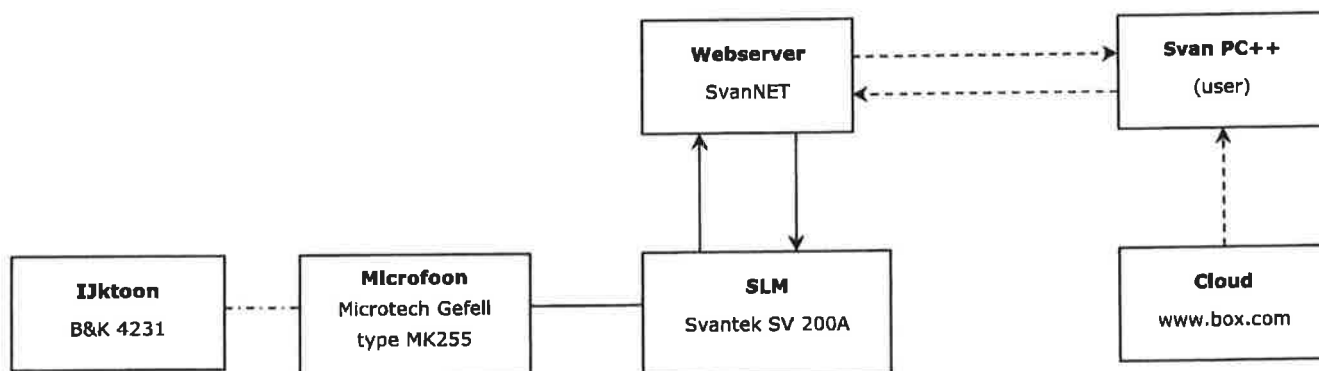 Webserver
SvanNET
Svan PC++
(user)
IJktoon
B&K 4231
Microfoon
Microtech Gefell
type MK255
SLM
Svantek SV 200A
Cloud
www.box.com